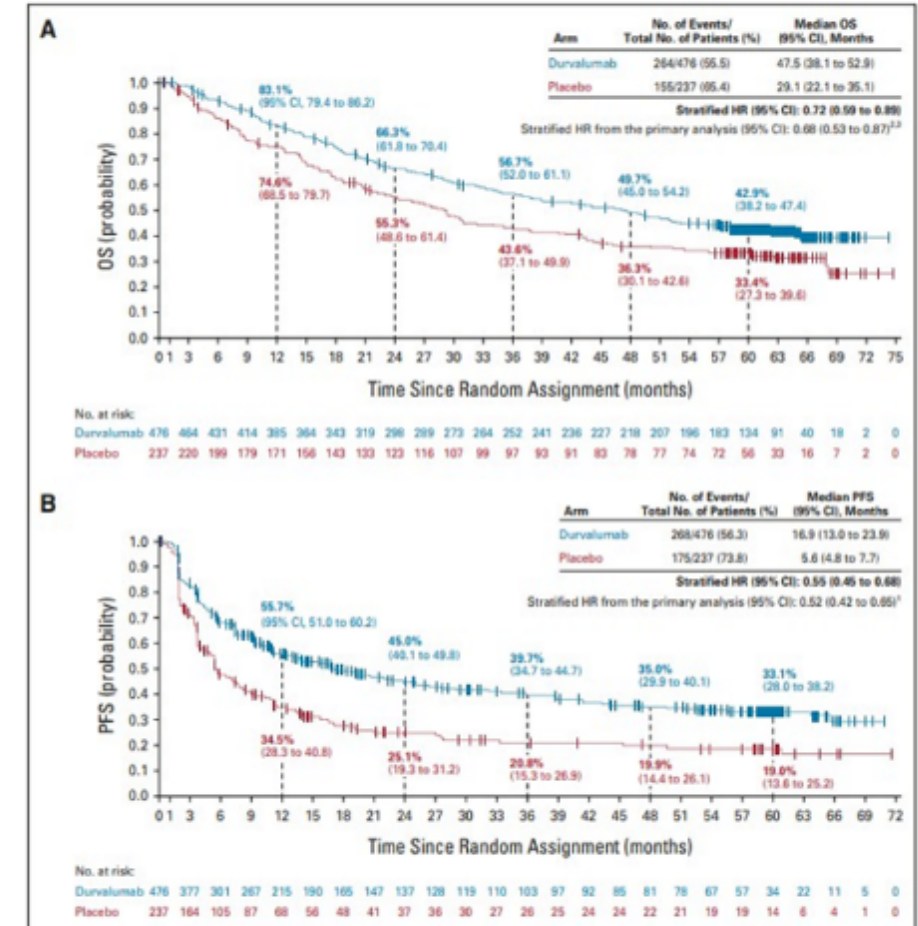 A
No. of Events/ Median OS
Arm Total No. of Patients (%) (95% CI), Months
Durvalumab 264/476 (55.5) 47.5 (38.1 to 52.9)
Placebo 155/237 (65.4) 29.1 (22.1 to 35.1)
Stratified HR (95% CI): 0.72 (0.59 to 0.89)
Stratified HR from the primary analysis (95% CI): 0.68 (0.53 to 0.87)2,3
OS (probability)
1.0
0.9
0.8
0.7
0.6
0.5
0.4
0.3
0.2
0.1
0.0
83.1%
(95% CI, 79.4 to 86.2)
66.3%
(61.8 to 70.4)
56.7%
(52.0 to 61.1)
49.7%
(45.0 to 54.2)
42.9%
(38.2 to 47.4)
74.6%
(68.5 to 79.7)
55.3%
(48.6 to 61.4)
43.6%
(37.1 to 49.9)
36.3%
(30.1 to 42.6)
33.4%
(27.3 to 39.6)
0 1 3 6 9 12 15 18 21 24 27 30 33 36 39 42 45 48 51 54 57 60 63 66 69 72 75
Time Since Random Assignment (months)
No. at risk:
Durvalumab 476 464 431 414 385 364 343 319 298 289 273 264 252 241 236 227 218 207 196 183 134 91 40 18 2 0
Placebo 237 220 199 179 171 156 143 133 123 116 107 99 97 93 91 83 78 77 74 72 56 33 16 7 2 0
B
No. of Events/ Median PFS
Arm Total No. of Patients (%) (95% CI), Months
Durvalumab 268/476 (56.3) 16.9 (13.0 to 23.9)
Placebo 175/237 (73.8) 5.6 (4.8 to 7.7)
Stratified HR (95% CI): 0.55 (0.45 to 0.68)
Stratified HR from the primary analysis (95% CI): 0.52 (0.42 to 0.65)1
PFS (probability)
1.0
0.9
0.8
0.7
0.6
0.5
0.4
0.3
0.2
0.1
0.0
55.7%
(95% CI, 51.0 to 60.2)
45.0%
(40.1 to 49.8)
39.7%
(34.7 to 44.7)
35.0%
(29.9 to 40.1)
33.1%
(28.0 to 38.2)
34.5%
(28.3 to 40.8)
25.1%
(19.3 to 31.2)
20.8%
(15.3 to 26.9)
19.9%
(14.4 to 26.1)
19.0%
(13.6 to 25.2)
0 1 3 6 9 12 15 18 21 24 27 30 33 36 39 42 45 48 51 54 57 60 63 66 69 72
Time Since Random Assignment (months)
No. at risk:
Durvalumab 476 377 301 267 215 190 165 147 137 128 119 110 103 97 92 85 81 78 67 57 34 22 11 5 0
Placebo 237 164 105 87 68 56 48 41 37 36 30 27 26 25 24 24 22 21 19 19 14 6 4 1 0